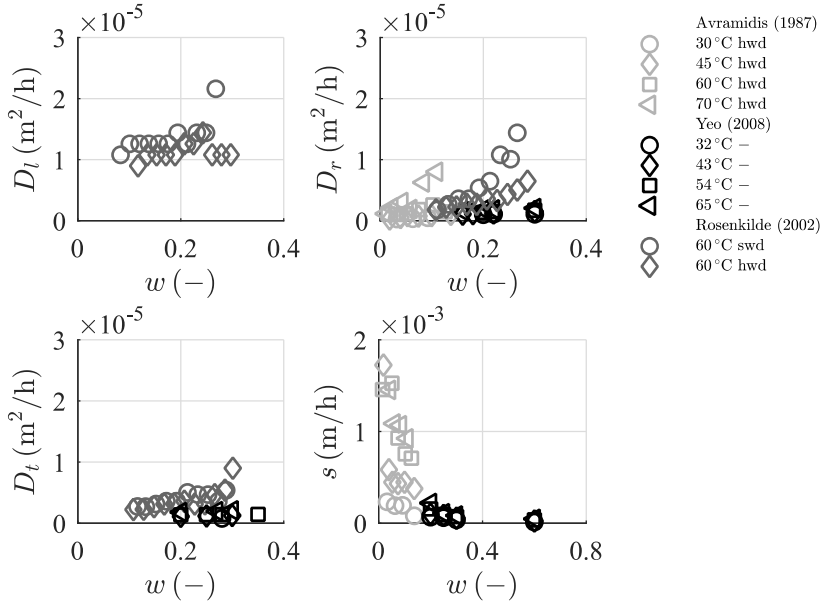 ×10⁻⁵
3
2
1
0
0.2
0.4
D_l (m²/h)
w (−)
×10⁻⁵
3
2
1
0
0
0.2
0.4
D_r (m²/h)
w (−)
Avramidis (1987)
30 °C hwd
45 °C hwd
60 °C hwd
70 °C hwd
Yeo (2008)
32 °C −
43 °C −
54 °C −
65 °C −
Rosenkilde (2002)
60 °C swd
60 °C hwd
×10⁻⁵
3
2
1
0
0
0.2
0.4
D_t (m²/h)
w (−)
×10⁻³
2
1
0
0
0.4
0.8
s (m/h)
w (−)